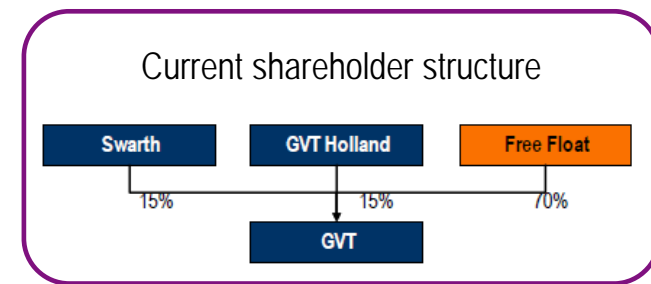 Current shareholder structure
Swarth GVT Holland Free Float
15% 15% 70%
GVT